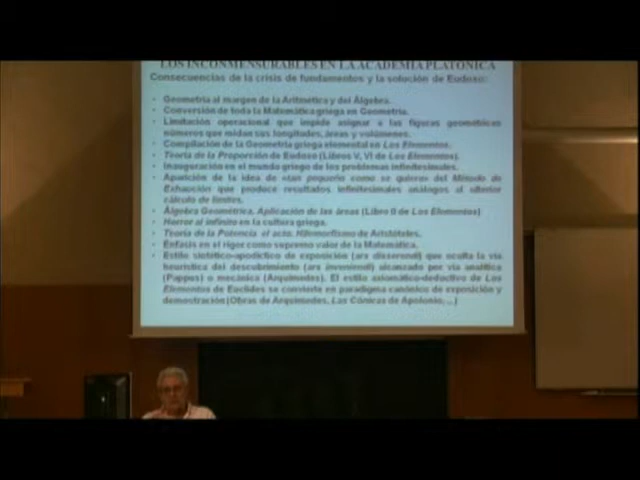 LOS INCONMENSURABLES EN LA ACADEMIA PLATÓNICA
Consecuencias de la crisis de fundamentos y la solución de Eudoxo:
• Geometría al margen de la Aritmética y del Álgebra.
• Conversión de toda la Matemática griega en Geometría.
• Limitación operacional que impide asignar a las figuras geométricas
números que midan sus longitudes, áreas y volúmenes.
• Compilación de la Geometría griega elemental en Los Elementos.
• Teoría de la Proporción de Eudoxo (Libros V, VI de Los Elementos).
• Inauguración en el mundo griego de los problemas infinitesimales.
• Aparición de la idea de «tan pequeño como se quiera» del Método de
Exhaución que produce resultados infinitesimales análogos al ulterior
cálculo de límites.
• Álgebra Geométrica. Aplicación de las áreas (Libro II de Los Elementos)
• Horror al infinito en la cultura griega.
• Teoría de la Potencia el acto. Hilemorfismo de Aristóteles.
• Énfasis en el rigor como supremo valor de la Matemática.
• Estilo sintético-apodíctico de exposición (ars disserendi) que oculta la vía
heurística del descubrimiento (ars inveniendi) alcanzado por vía analítica
(Pappus) o mecánica (Arquímedes). El estilo axiomático-deductivo de Los
Elementos de Euclides se convierte en paradigma canónico de exposición y
demostración (Obras de Arquímedes, Las Cónicas de Apolonio, ...)